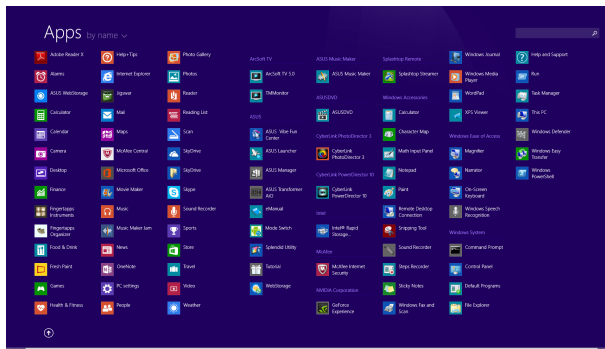 Apps by name
Adobe Reader X
Alarms
ASUS WebStorage
Calculator
Calendar
Camera
Desktop
Finance
Fingertapps
Instruments
Fingertapps
Organizer
Food & Drink
Fresh Paint
Games
Health & Fitness
Help+Tips
Internet Explorer
Jigswar
Mail
Maps
McAfee Central
Microsoft Office
Movie Maker
Music
Music Maker Jam
News
OneNote
PC settings
People
Photo Gallery
Photos
Reader
Reading List
Scan
SkyDrive
SkyDrive
Skype
Sound Recorder
Sports
Store
Travel
Video
Weather
ArcSoft TV
ArcSoft TV 5.0
TMMonitor
ASUS
ASUS Vibe Fun
Center
ASUS Launcher
ASUS Manager
ASUS Transformer
AiO
eManual
Mode Switch
Splendid Utility
Tutorial
WebStorage
ASUS Music Maker
ASUS Music Maker
ASUSDVD
ASUSDVD
CyberLink PhotoDirector 3
CyberLink
PhotoDirector 3
CyberLink PowerDirector 10
CyberLink
PowerDirector 10
Intel
Intel® Rapid
Storage...
McAfee
McAfee Internet
Security
NVIDIA Corporation
GeForce
Experience
Splashtop Remote
Splashtop Streamer
Windows Accessories
Calculator
Character Map
Math Input Panel
Notepad
Paint
Remote Desktop
Connection
Snipping Tool
Sound Recorder
Steps Recorder
Sticky Notes
Windows Fax and
Scan
Windows Journal
Windows Media
Player
WordPad
XPS Viewer
Windows Ease of Access
Magnifier
Narrator
On-Screen
Keyboard
Windows Speech
Recognition
Windows System
Command Prompt
Control Panel
Default Programs
File Explorer
Help and Support
Run
Task Manager
This PC
Windows Defender
Windows Easy
Transfer
Windows
PowerShell